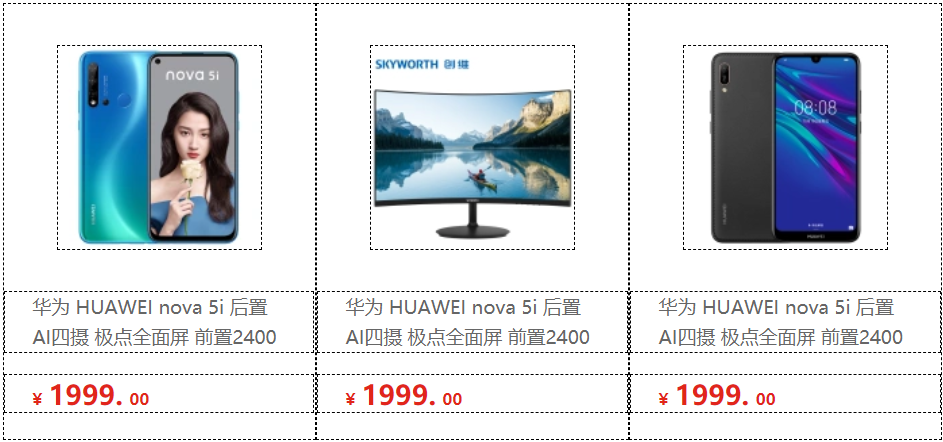 nova 5i
SKYWORTH 创维
08:08
HUAWEI
HUAWEI
华为 HUAWEI nova 5i 后置
AI四摄 极点全面屏 前置2400
¥ 1999. 00
华为 HUAWEI nova 5i 后置
AI四摄 极点全面屏 前置2400
¥ 1999. 00
华为 HUAWEI nova 5i 后置
AI四摄 极点全面屏 前置2400
¥ 1999. 00